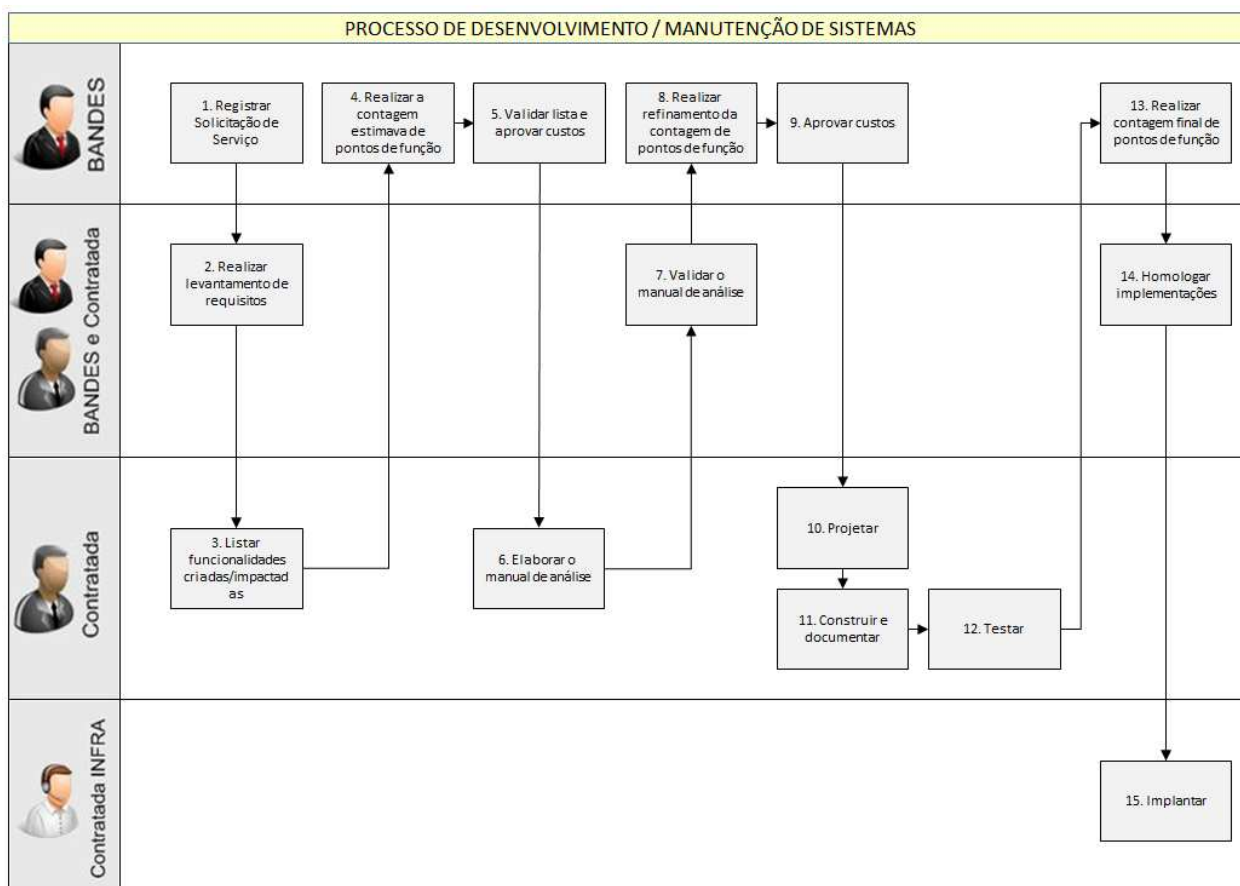 PROCESSO DE DESENVOLVIMENTO / MANUTENÇÃO DE SISTEMAS
BANDES
1. Registrar
Solicitação de
Serviço
4. Realizar a
contagem
estimava de
pontos de função
5. Validar lista e
aprovar custos
8. Realizar
refinamento da
contagem de
pontos de função
9. Aprovar custos
13. Realizar
contagem final de
pontos de função
BANDES e Contratada
2. Realizar
levantamento de
requisitos
7. Validar o
manual de análise
14. Homologar
implementações
Contratada
3. Listar
funcionalidades
criadas/impactad
as
6. Elaborar o
manual de análise
10. Projetar
11. Construir e
documentar
12. Testar
Contratada INFRA
15. Implantar